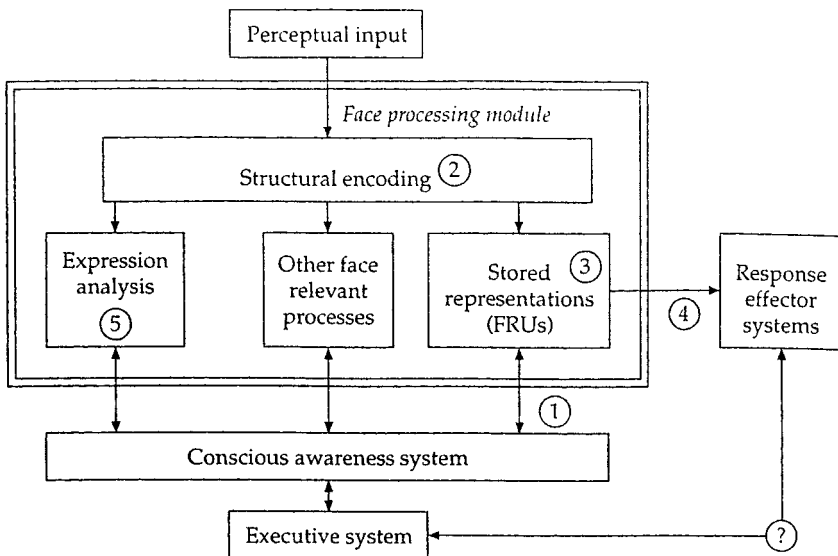 Perceptual input
Face processing module
Structural encoding 2
Expression
analysis
5
Other face
relevant
processes
3
Stored
representations
(FRUs)
4
Response
effector
systems
1
Conscious awareness system
Executive system
?